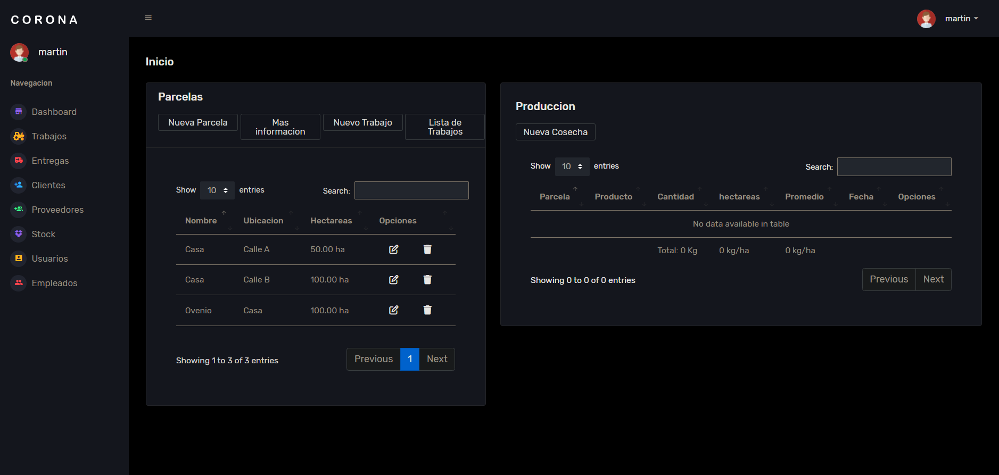 CORONA
martin
martin
Navegacion
Dashboard
Trabajos
Entregas
Clientes
Proveedores
Stock
Usuarios
Empleados
Inicio
Parcelas
Nueva Parcela
Mas
informacion
Nuevo Trabajo
Lista de
Trabajos
Show 10 entries
Search:
Nombre Ubicacion Hectareas Opciones
Casa Calle A 50.00 ha
Casa Calle B 100.00 ha
Ovenio Casa 100.00 ha
Showing 1 to 3 of 3 entries
Previous 1 Next
Produccion
Nueva Cosecha
Show 10 entries
Search:
Parcela Producto Cantidad hectareas Promedio Fecha Opciones
No data available in table
Total: 0 Kg 0 kg/ha 0 kg/ha
Showing 0 to 0 of 0 entries
Previous Next